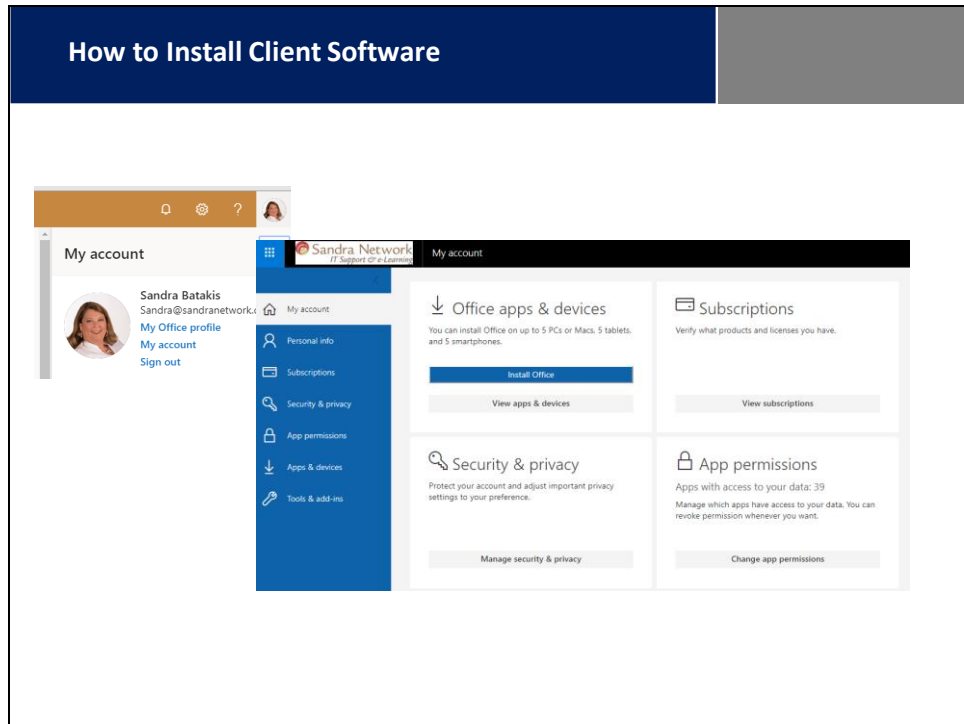 How to Install Client Software
?
My account
Sandra Batakis
Sandra@sandranetwork.
My Office profile
My account
Sign out
Sandra Network
IT Support & e-Learning
My account
My account
Personal info
Subscriptions
Security & privacy
App permissions
Apps & devices
Tools & add-ins
Office apps & devices
You can install Office on up to 5 PCs or Macs, 5 tablets,
and 5 smartphones.
Install Office
View apps & devices
Subscriptions
Verify what products and licenses you have.
View subscriptions
Security & privacy
Protect your account and adjust important privacy
settings to your preference.
Manage security & privacy
App permissions
Apps with access to your data: 39
Manage which apps have access to your data. You can
revoke permission whenever you want.
Change app permissions